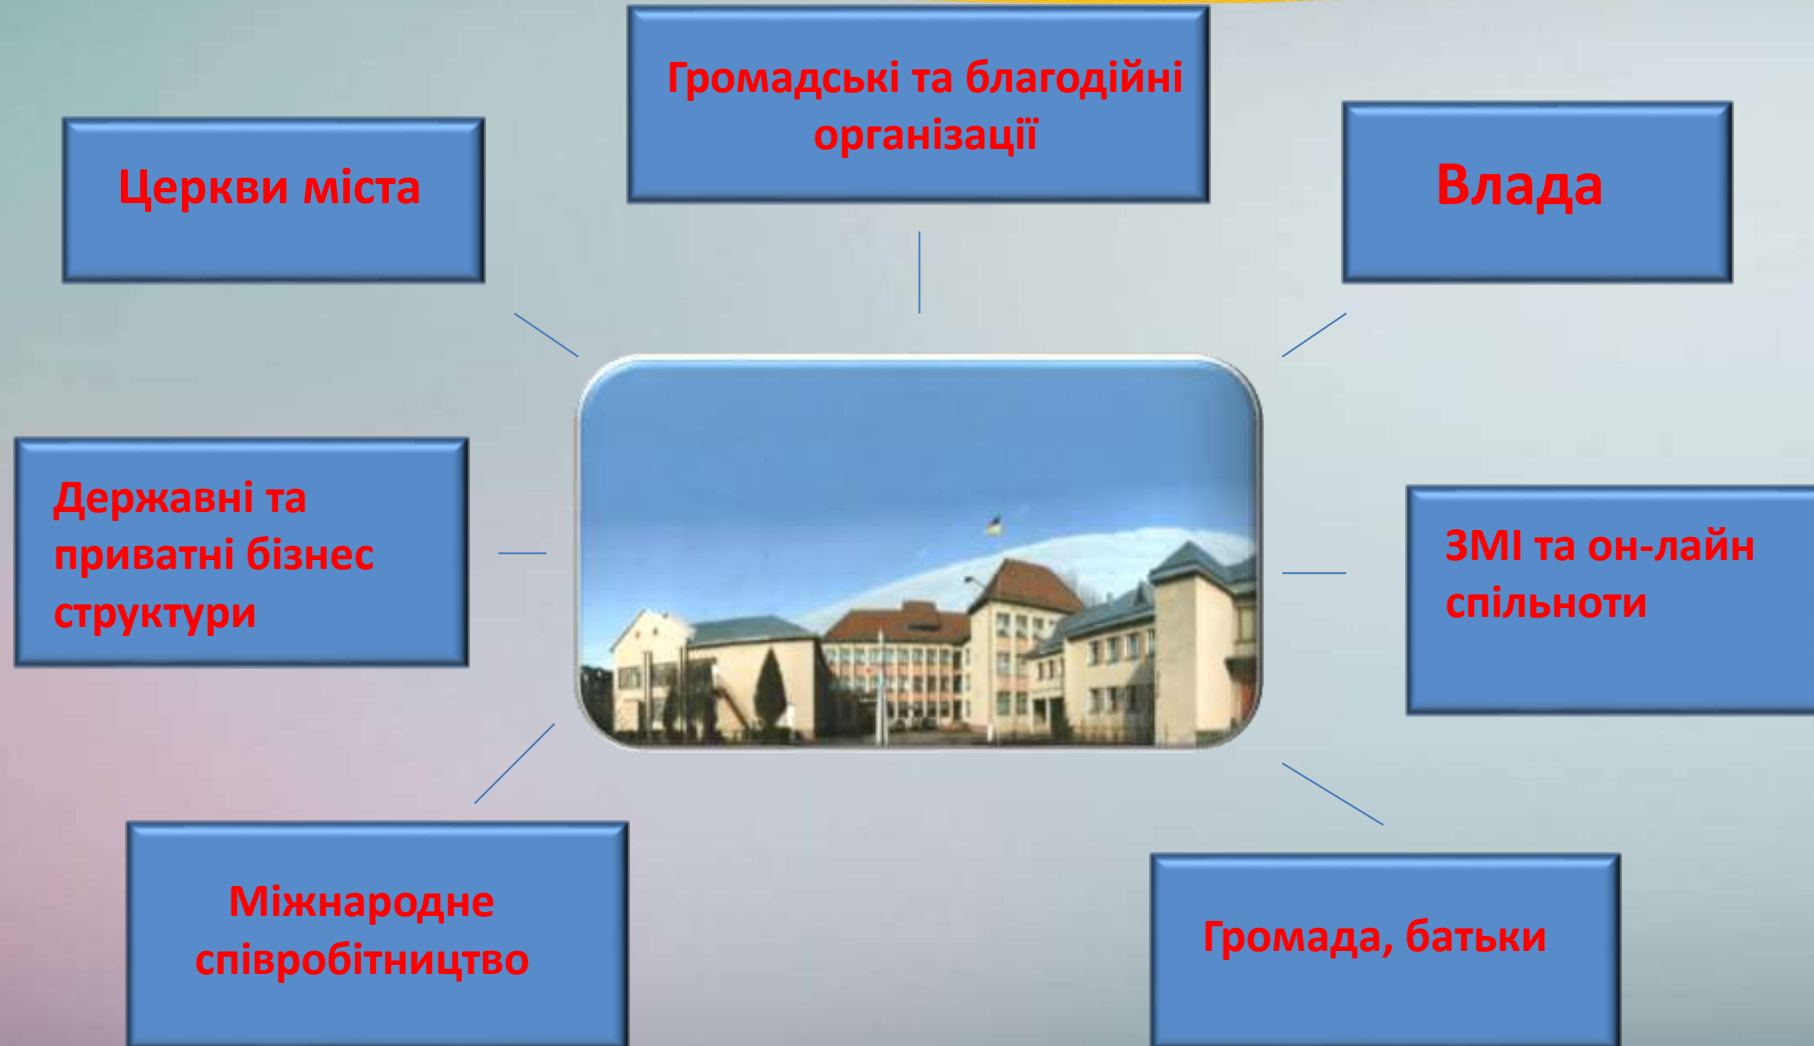 Громадські та благодійні
організації
Церкви міста
Влада
Державні та
приватні бізнес
структури
ЗМІ та он-лайн
спільноти
Міжнародне
співробітництво
Громада, батьки